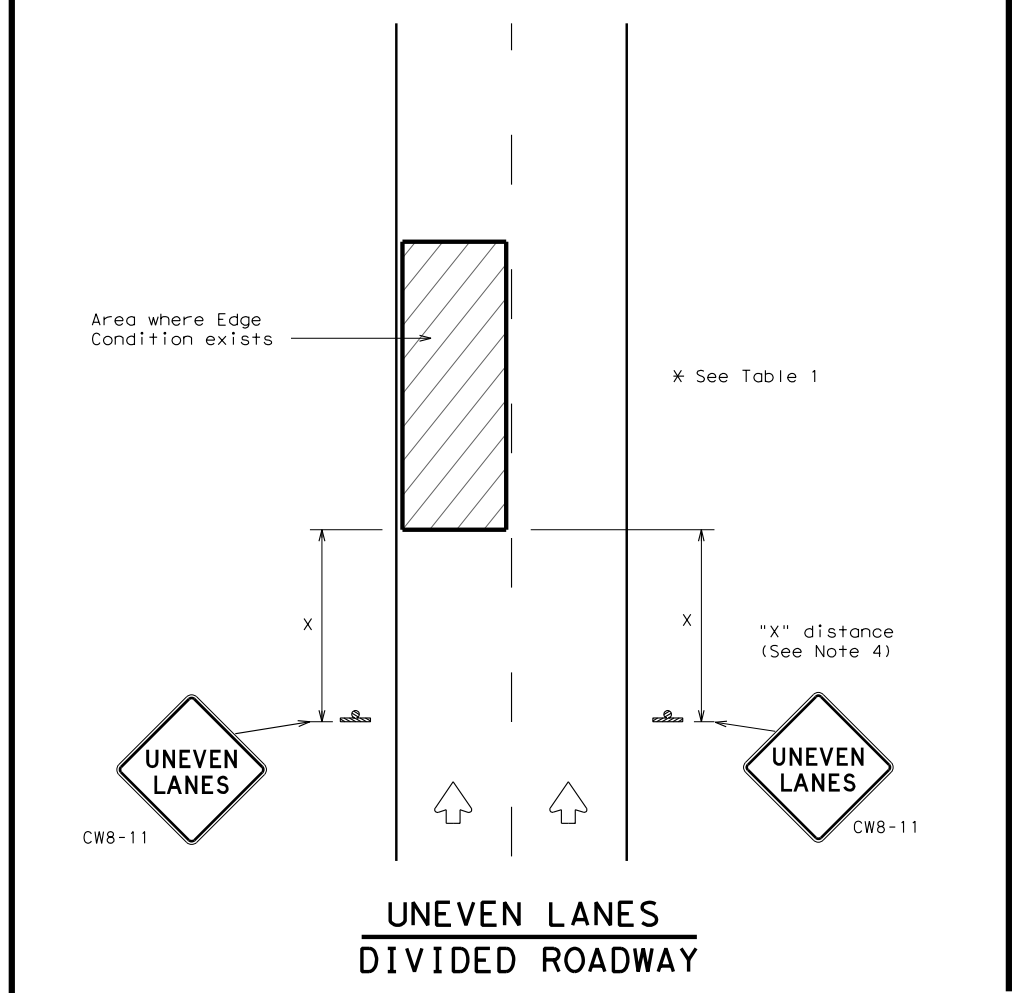 Area where Edge
Condition exists
* See Table 1
X
X
"X" distance
(See Note 4)
UNEVEN
LANES
CW8-11
UNEVEN
LANES
CW8-11
UNEVEN LANES
DIVIDED ROADWAY